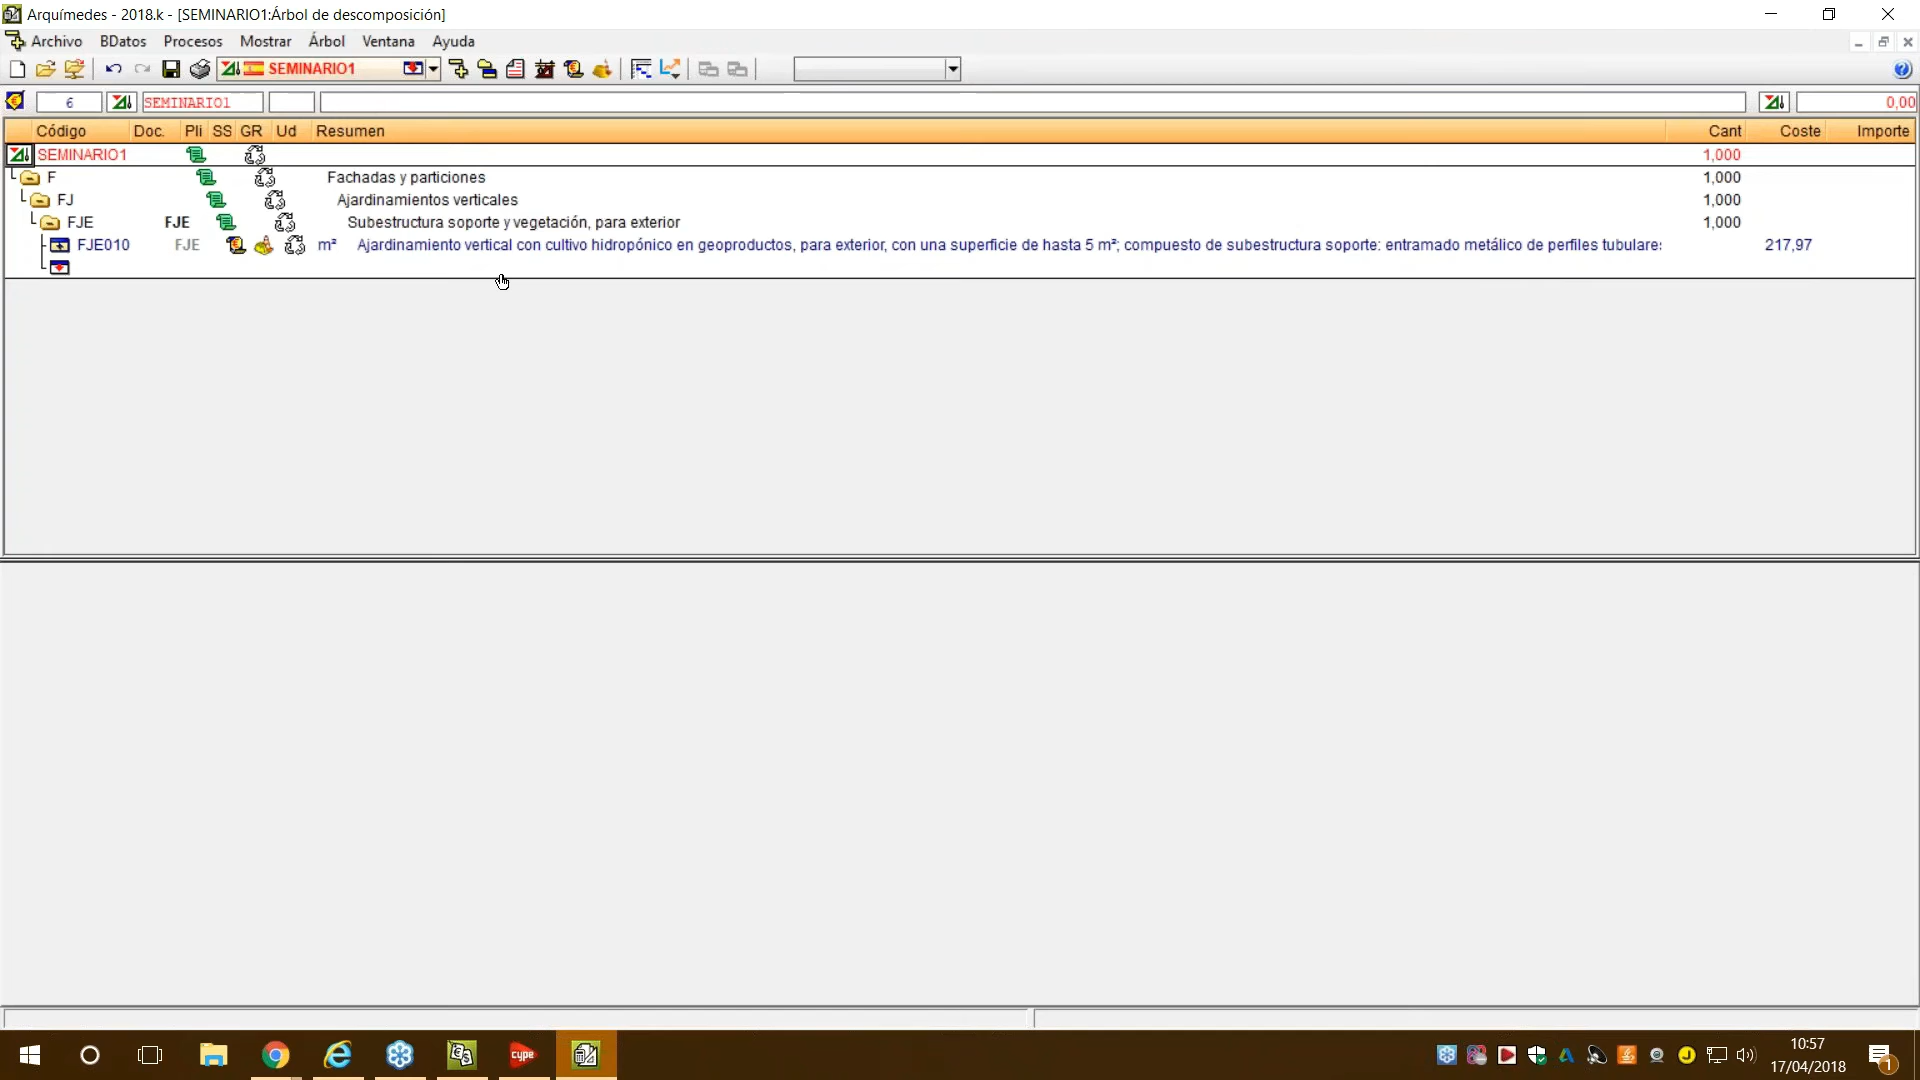 Arquímedes - 2018.k - [SEMINARIO1:Árbol de descomposición]
Archivo BDatos Procesos Mostrar Árbol Ventana Ayuda
SEMINARIO1
6 SEMINARIO1 0,00
Código Doc. Pli SS GR Ud Resumen Cant Coste Importe
SEMINARIO1 1,000
F Fachadas y particiones 1,000
FJ Ajardinamientos verticales 1,000
FJE FJE Subestructura soporte y vegetación, para exterior 1,000
FJE010 FJE m² Ajardinamiento vertical con cultivo hidropónico en geoproductos, para exterior, con una superficie de hasta 5 m²; compuesto de subestructura soporte: entramado metálico de perfiles tubulares 217,97
cype
10:57
17/04/2018
1